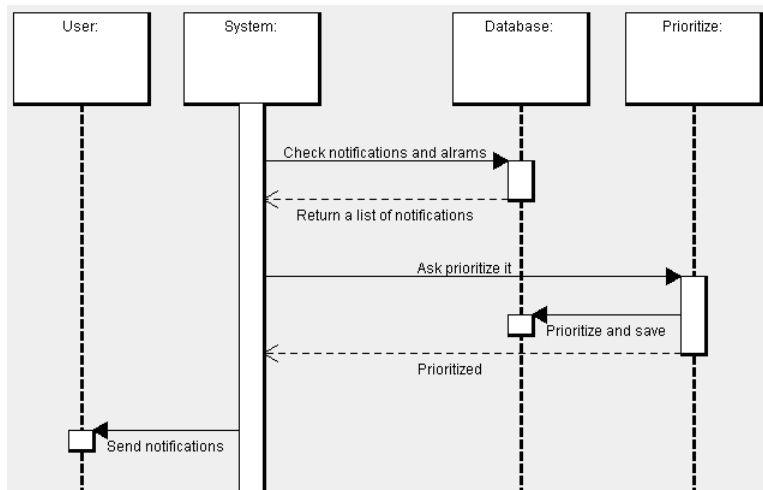 User:
System:
Database:
Prioritize:
Check notifications and alrams
Return a list of notifications
Ask prioritize it
Prioritize and save
Prioritized
Send notifications